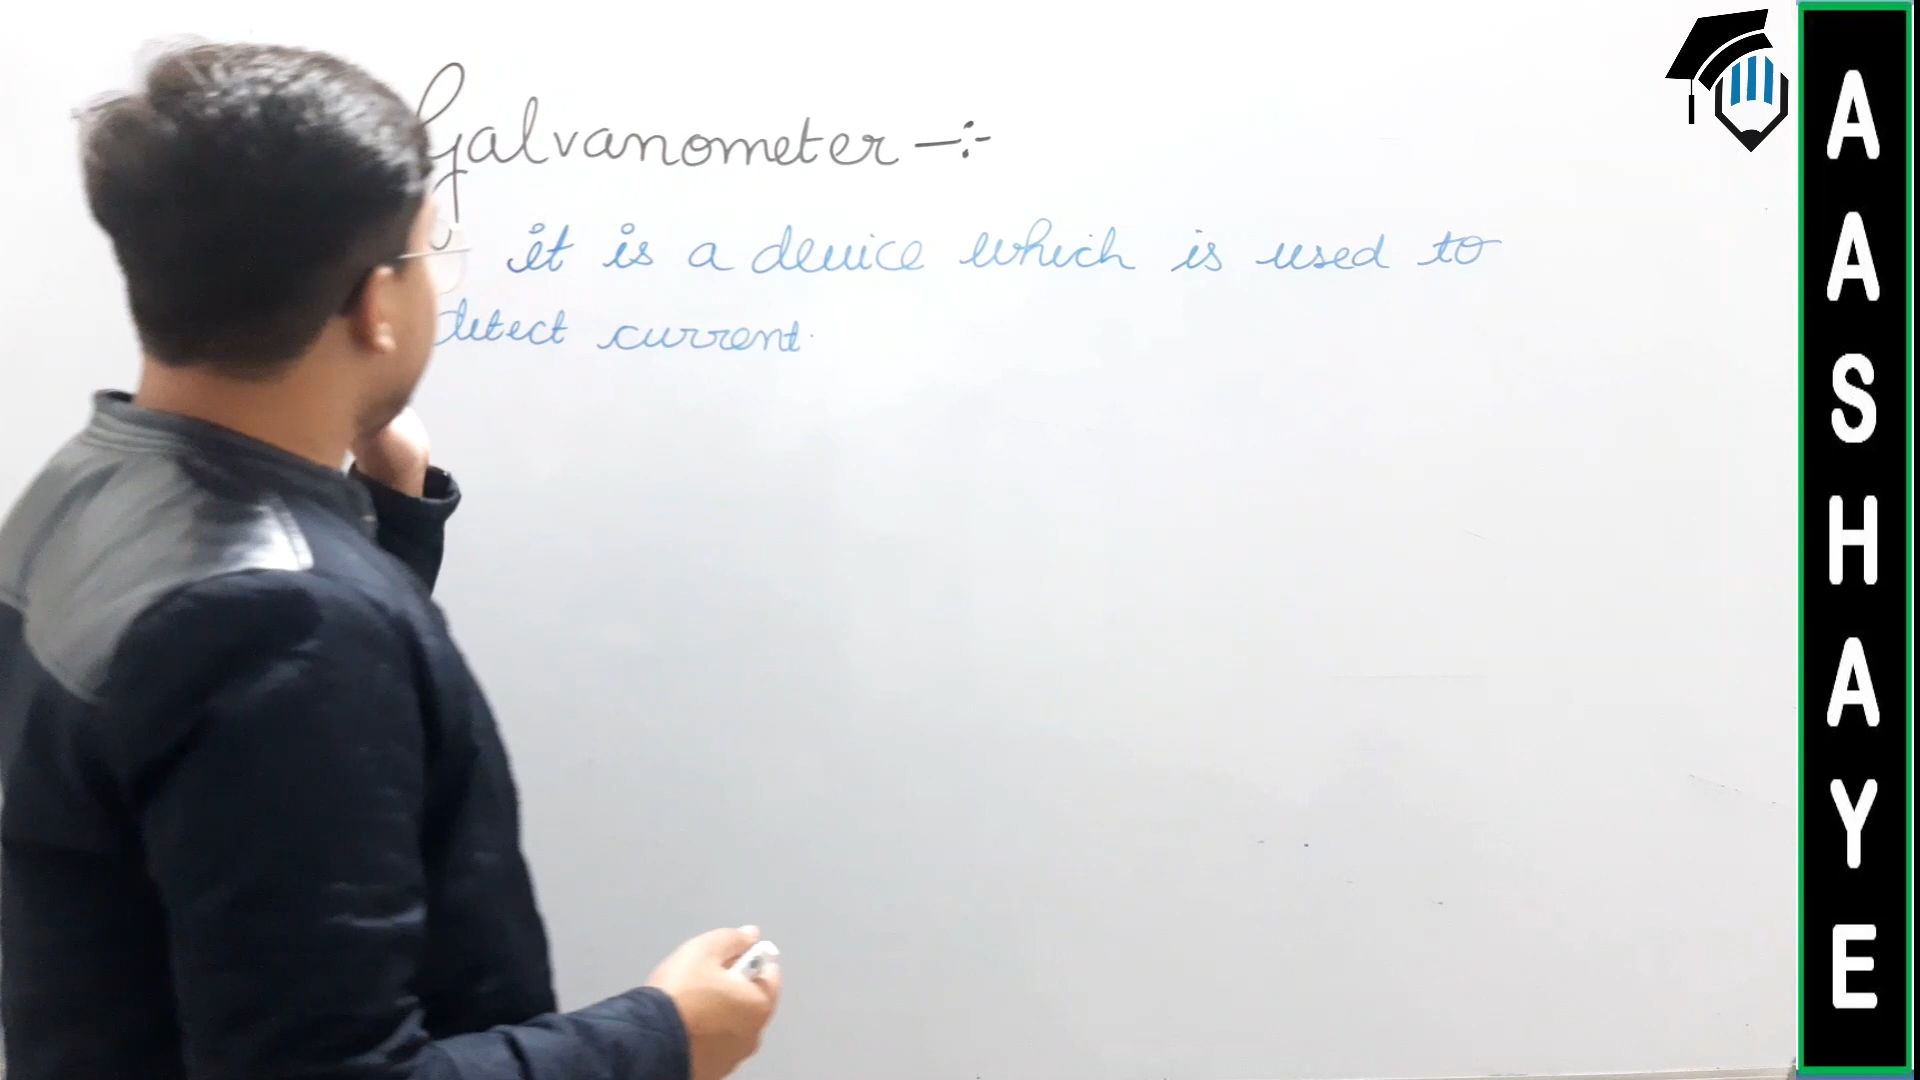 Galvanometer -:-
it is a device which is used to
detect current.
AASHAYE